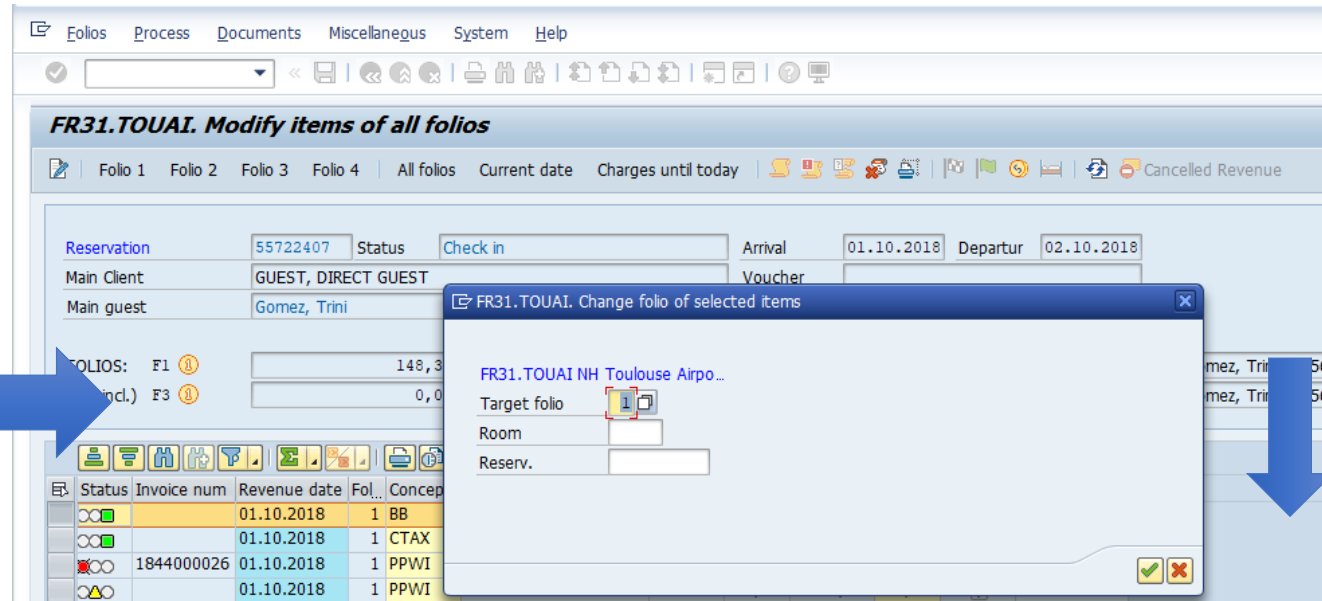 Folios Process Documents Miscellaneous System Help
FR31.TOUAI. Modify items of all folios
Folio 1 Folio 2 Folio 3 Folio 4 All folios Current date Charges until today Cancelled Revenue
Reservation 55722407 Status Check in Arrival 01.10.2018 Departur 02.10.2018
Main Client GUEST, DIRECT GUEST Voucher
Main guest Gomez, Trini
FR31.TOUAI. Change folio of selected items
FOLIOS: F1 148,3
incl.) F3 0,0
mez, Tri
mez, Tri
FR31.TOUAI NH Toulouse Airpo...
Target folio 1
Room
Reserv.
Status Invoice num Revenue date Fol.. Concep
01.10.2018 1 BB
01.10.2018 1 CTAX
1844000026 01.10.2018 1 PPWI
01.10.2018 1 PPWI